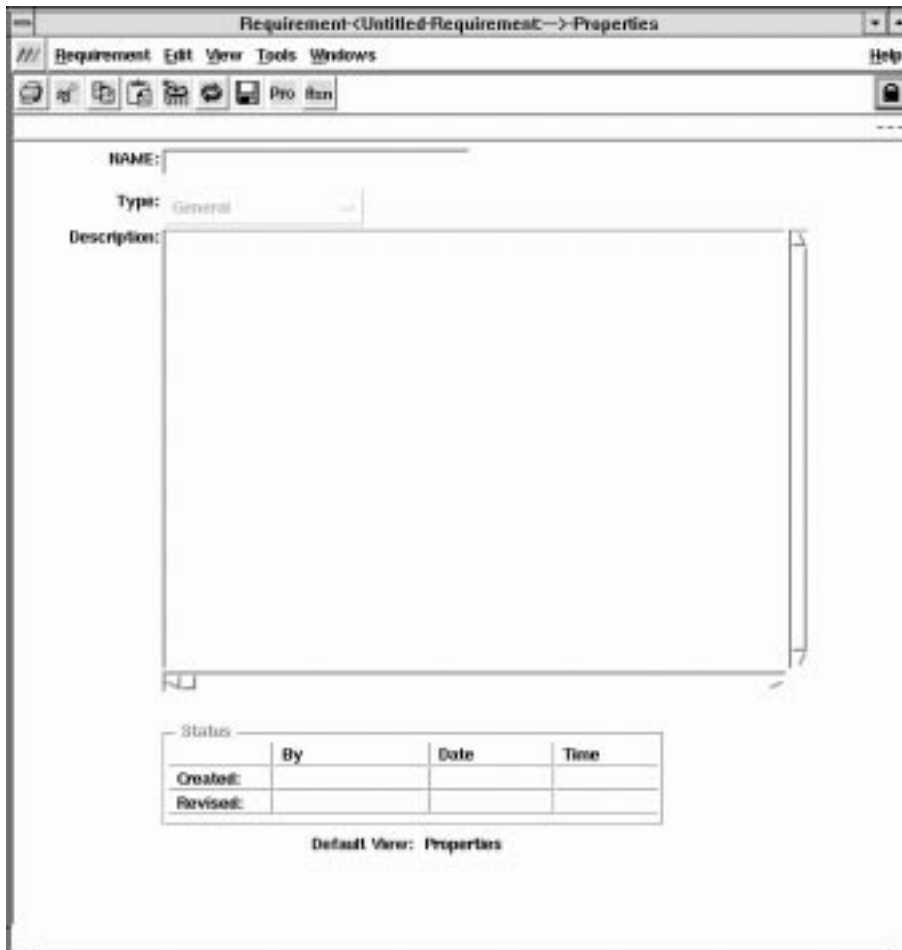 Requirement-<Untitled-Requirement:--->-Properties
Requirement Edit View Tools Windows Help
Pro Run
---
NAME:
Type: General
Description:
Status
By Date Time
Created:
Revised:
Default View: Properties